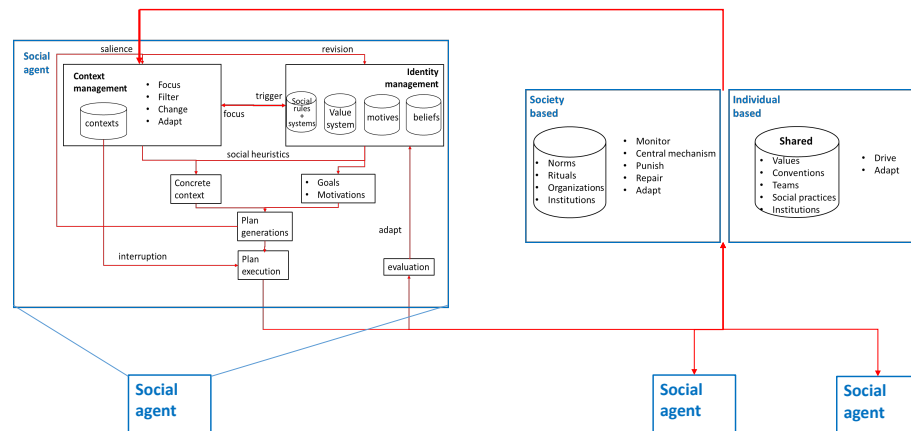 salience
revision
Social
agent
Context
management
• Focus
• Filter
• Change
• Adapt
contexts
trigger
focus
Identity
management
Social
rules
+
systems
Value
system
motives
beliefs
social heuristics
Concrete
context
• Goals
• Motivations
Plan
generations
Plan
execution
interruption
adapt
evaluation
Society
based
• Norms
• Rituals
• Organizations
• Institutions
• Monitor
• Central mechanism
• Punish
• Repair
• Adapt
Individual
based
Shared
• Values
• Conventions
• Teams
• Social practices
• Institutions
• Drive
• Adapt
Social
agent
Social
agent
Social
agent